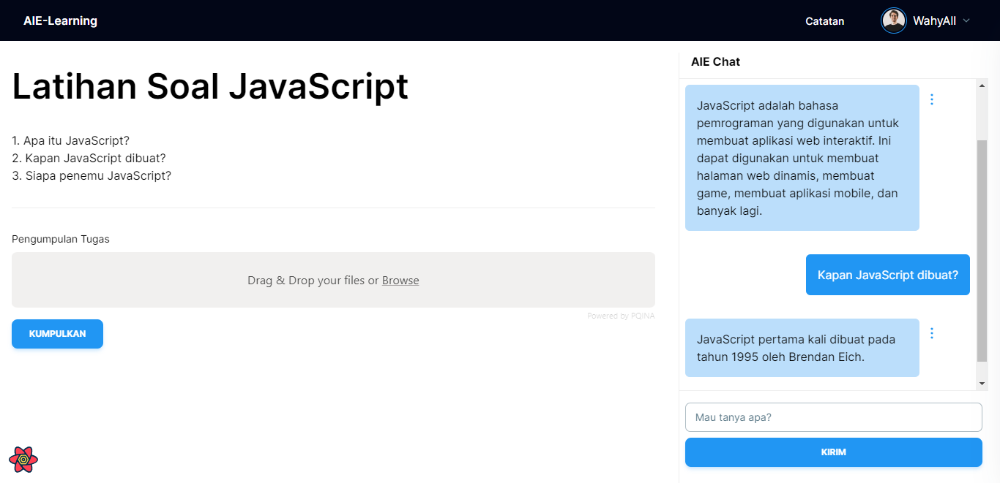 AIE-Learning
Catatan
WahyAll
Latihan Soal JavaScript
1. Apa itu JavaScript?
2. Kapan JavaScript dibuat?
3. Siapa penemu JavaScript?
Pengumpulan Tugas
Drag & Drop your files or Browse
Powered by PQINA
KUMPULKAN
AIE Chat
JavaScript adalah bahasa
pemrograman yang digunakan untuk
membuat aplikasi web interaktif. Ini
dapat digunakan untuk membuat
halaman web dinamis, membuat
game, membuat aplikasi mobile, dan
banyak lagi.
Kapan JavaScript dibuat?
JavaScript pertama kali dibuat pada
tahun 1995 oleh Brendan Eich.
Mau tanya apa?
KIRIM